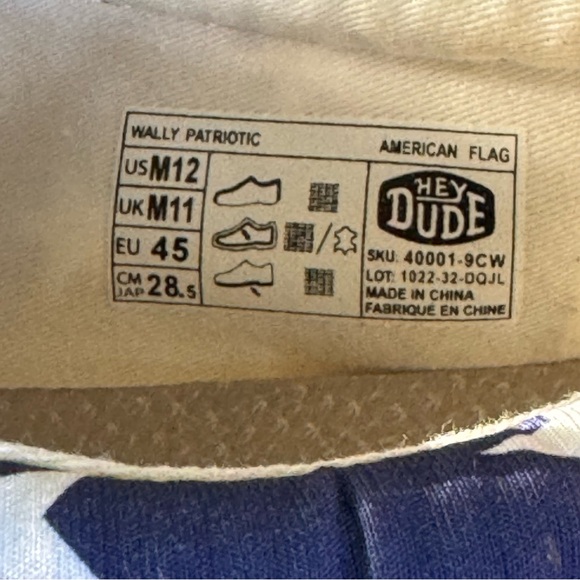 WALLY PATRIOTIC
AMERICAN FLAG
US M12
UK M11
EU 45
CM JAP 28.5
HEY DUDE
SKU: 40001-9CW
LOT: 1022-32-DQJL
MADE IN CHINA
FABRIQUÉ EN CHINE